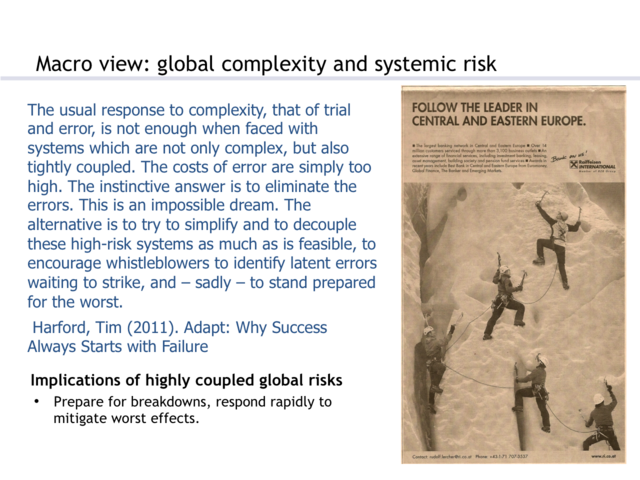 Macro view: global complexity and systemic risk
The usual response to complexity, that of trial
and error, is not enough when faced with
systems which are not only complex, but also
tightly coupled. The costs of error are simply too
high. The instinctive answer is to eliminate the
errors. This is an impossible dream. The
alternative is to try to simplify and to decouple
these high-risk systems as much as is feasible, to
encourage whistleblowers to identify latent errors
waiting to strike, and – sadly – to stand prepared
for the worst.
Harford, Tim (2011). Adapt: Why Success
Always Starts with Failure
Implications of highly coupled global risks
• Prepare for breakdowns, respond rapidly to
mitigate worst effects.
FOLLOW THE LEADER IN
CENTRAL AND EASTERN EUROPE.
Raiffeisen
INTERNATIONAL
www.ri.co.at